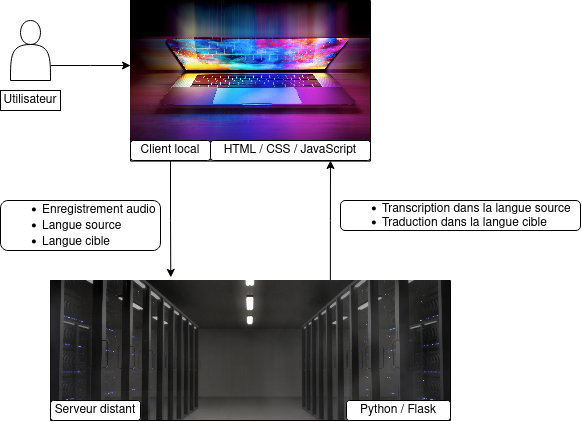 Utilisateur
Client local
HTML / CSS / JavaScript
Enregistrement audio
Langue source
Langue cible
Transcription dans la langue source
Traduction dans la langue cible
Serveur distant
Python / Flask